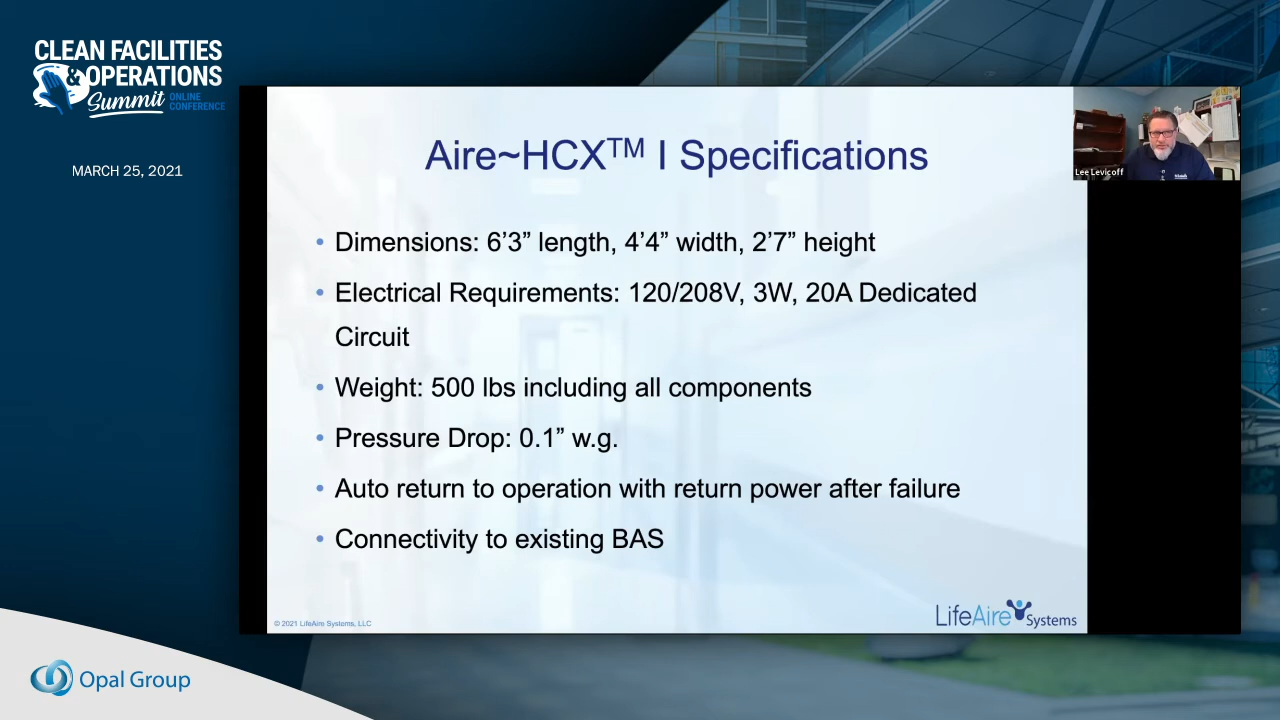 CLEAN FACILITIES
& OPERATIONS
Summit ONLINE
CONFERENCE
MARCH 25, 2021
Aire~HCX™ I Specifications
• Dimensions: 6’3” length, 4’4” width, 2’7” height
• Electrical Requirements: 120/208V, 3W, 20A Dedicated
Circuit
• Weight: 500 lbs including all components
• Pressure Drop: 0.1” w.g.
• Auto return to operation with return power after failure
• Connectivity to existing BAS
© 2021 LifeAire Systems, LLC
LifeAire Systems
Lee Levicoff
Opal Group